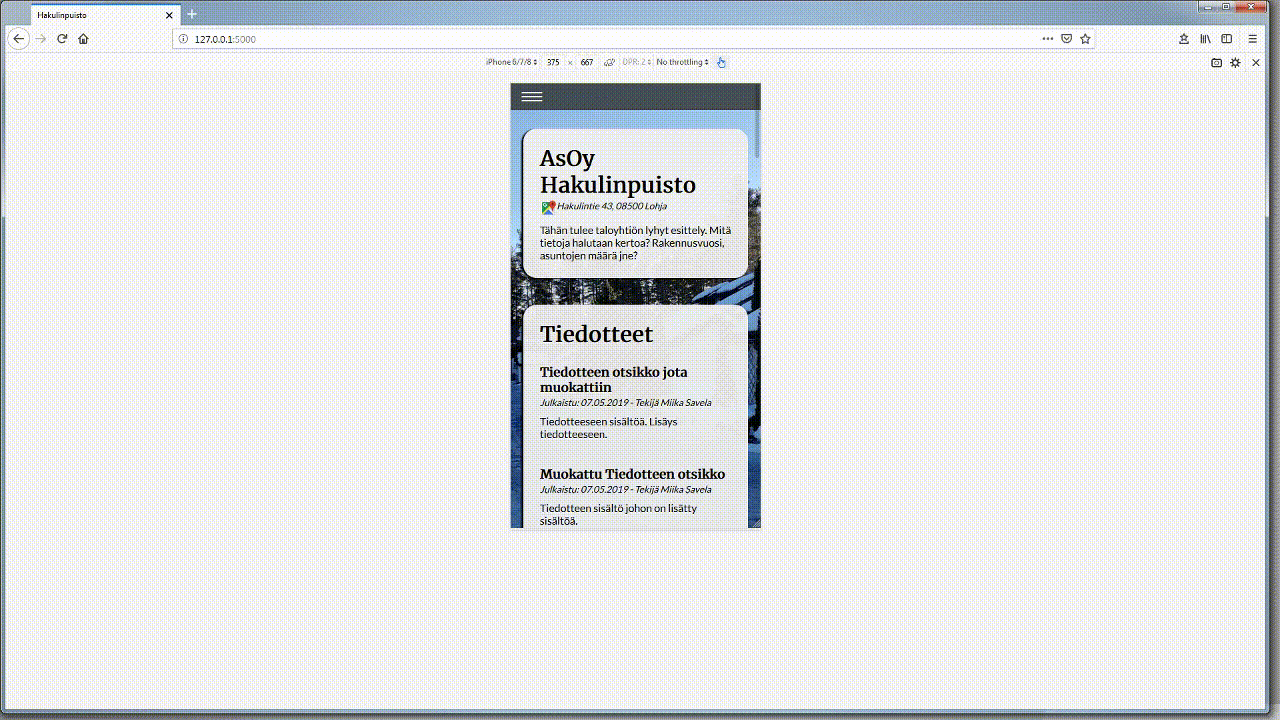 Hakulinpuisto
127.0.0.1:5000
iPhone 6/7/8 375 × 667 DPR: 2 No throttling
AsOy
Hakulinpuisto
Hakulintie 43, 08500 Lohja
Tähän tulee taloyhtiön lyhyt esittely. Mitä
tietoja halutaan kertoa? Rakennusvuosi,
asuntojen määrä jne?
Tiedotteet
Tiedotteen otsikko jota
muokattiin
Julkaistu: 07.05.2019 - Tekijä Miika Savela
Tiedotteeseen sisältöä. Lisäys
tiedotteeseen.
Muokattu Tiedotteen otsikko
Julkaistu: 07.05.2019 - Tekijä Miika Savela
Tiedotteen sisältö johon on lisätty
sisältöä.